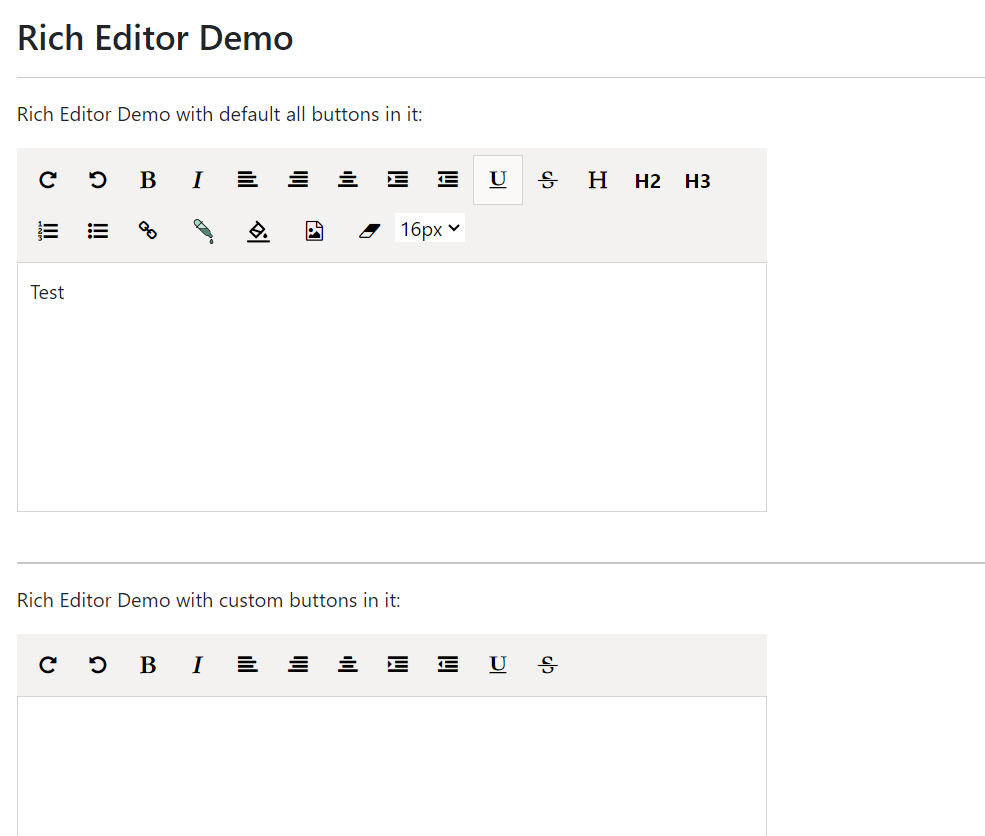 Rich Editor Demo
Rich Editor Demo with default all buttons in it:
B I U S H H2 H3
16px
Test
Rich Editor Demo with custom buttons in it:
B I U S